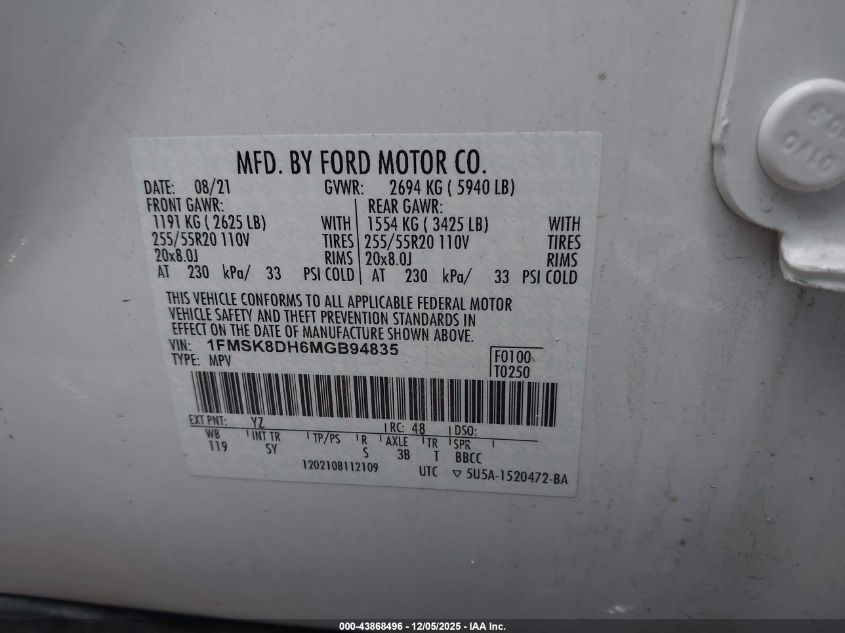 MFD. BY FORD MOTOR CO.
DATE: 08/21 GVWR: 2694 KG ( 5940 LB)
FRONT GAWR: REAR GAWR:
1191 KG ( 2625 LB) WITH 1554 KG ( 3425 LB) WITH
255/55R20 110V TIRES 255/55R20 110V TIRES
20x8.0J RIMS 20x8.0J RIMS
AT 230 kPa/ 33 PSI COLD AT 230 kPa/ 33 PSI COLD
THIS VEHICLE CONFORMS TO ALL APPLICABLE FEDERAL MOTOR
VEHICLE SAFETY AND THEFT PREVENTION STANDARDS IN
EFFECT ON THE DATE OF MANUFACTURE SHOWN ABOVE.
VIN: 1FMSK8DH6MGB94835
TYPE: MPV
F0100
T0250
EXT PNT: YZ RC: 48 DSO:
WB INT TR TP/PS R AXLE TR SPR
119 SY S 3B T BBCC
1202108112109 UTC ▽ 5U5A-1520472-BA
10.9
01VO
000-43868496 - 12/05/2025 - IAA Inc.